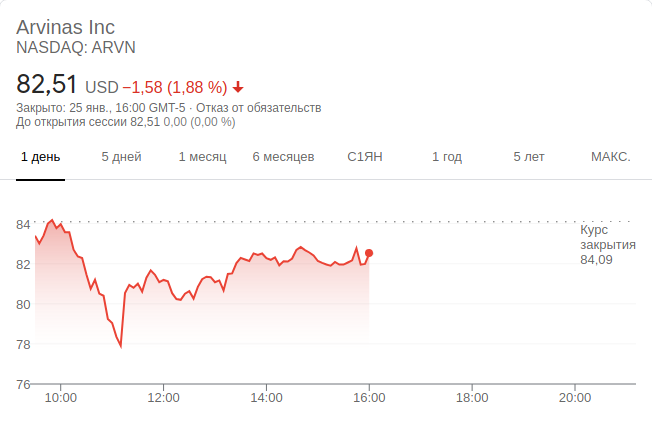 Arvinas Inc
NASDAQ: ARVN
82,51 USD −1,58 (1,88 %)
Закрыто: 25 янв., 16:00 GMT-5 · Отказ от обязательств
До открытия сессии 82,51 0,00 (0,00 %)
1 день 5 дней 1 месяц 6 месяцев С1ЯН 1 год 5 лет МАКС.
84
82
80
78
76
Курс
закрытия
84,09
10:00 12:00 14:00 16:00 18:00 20:00